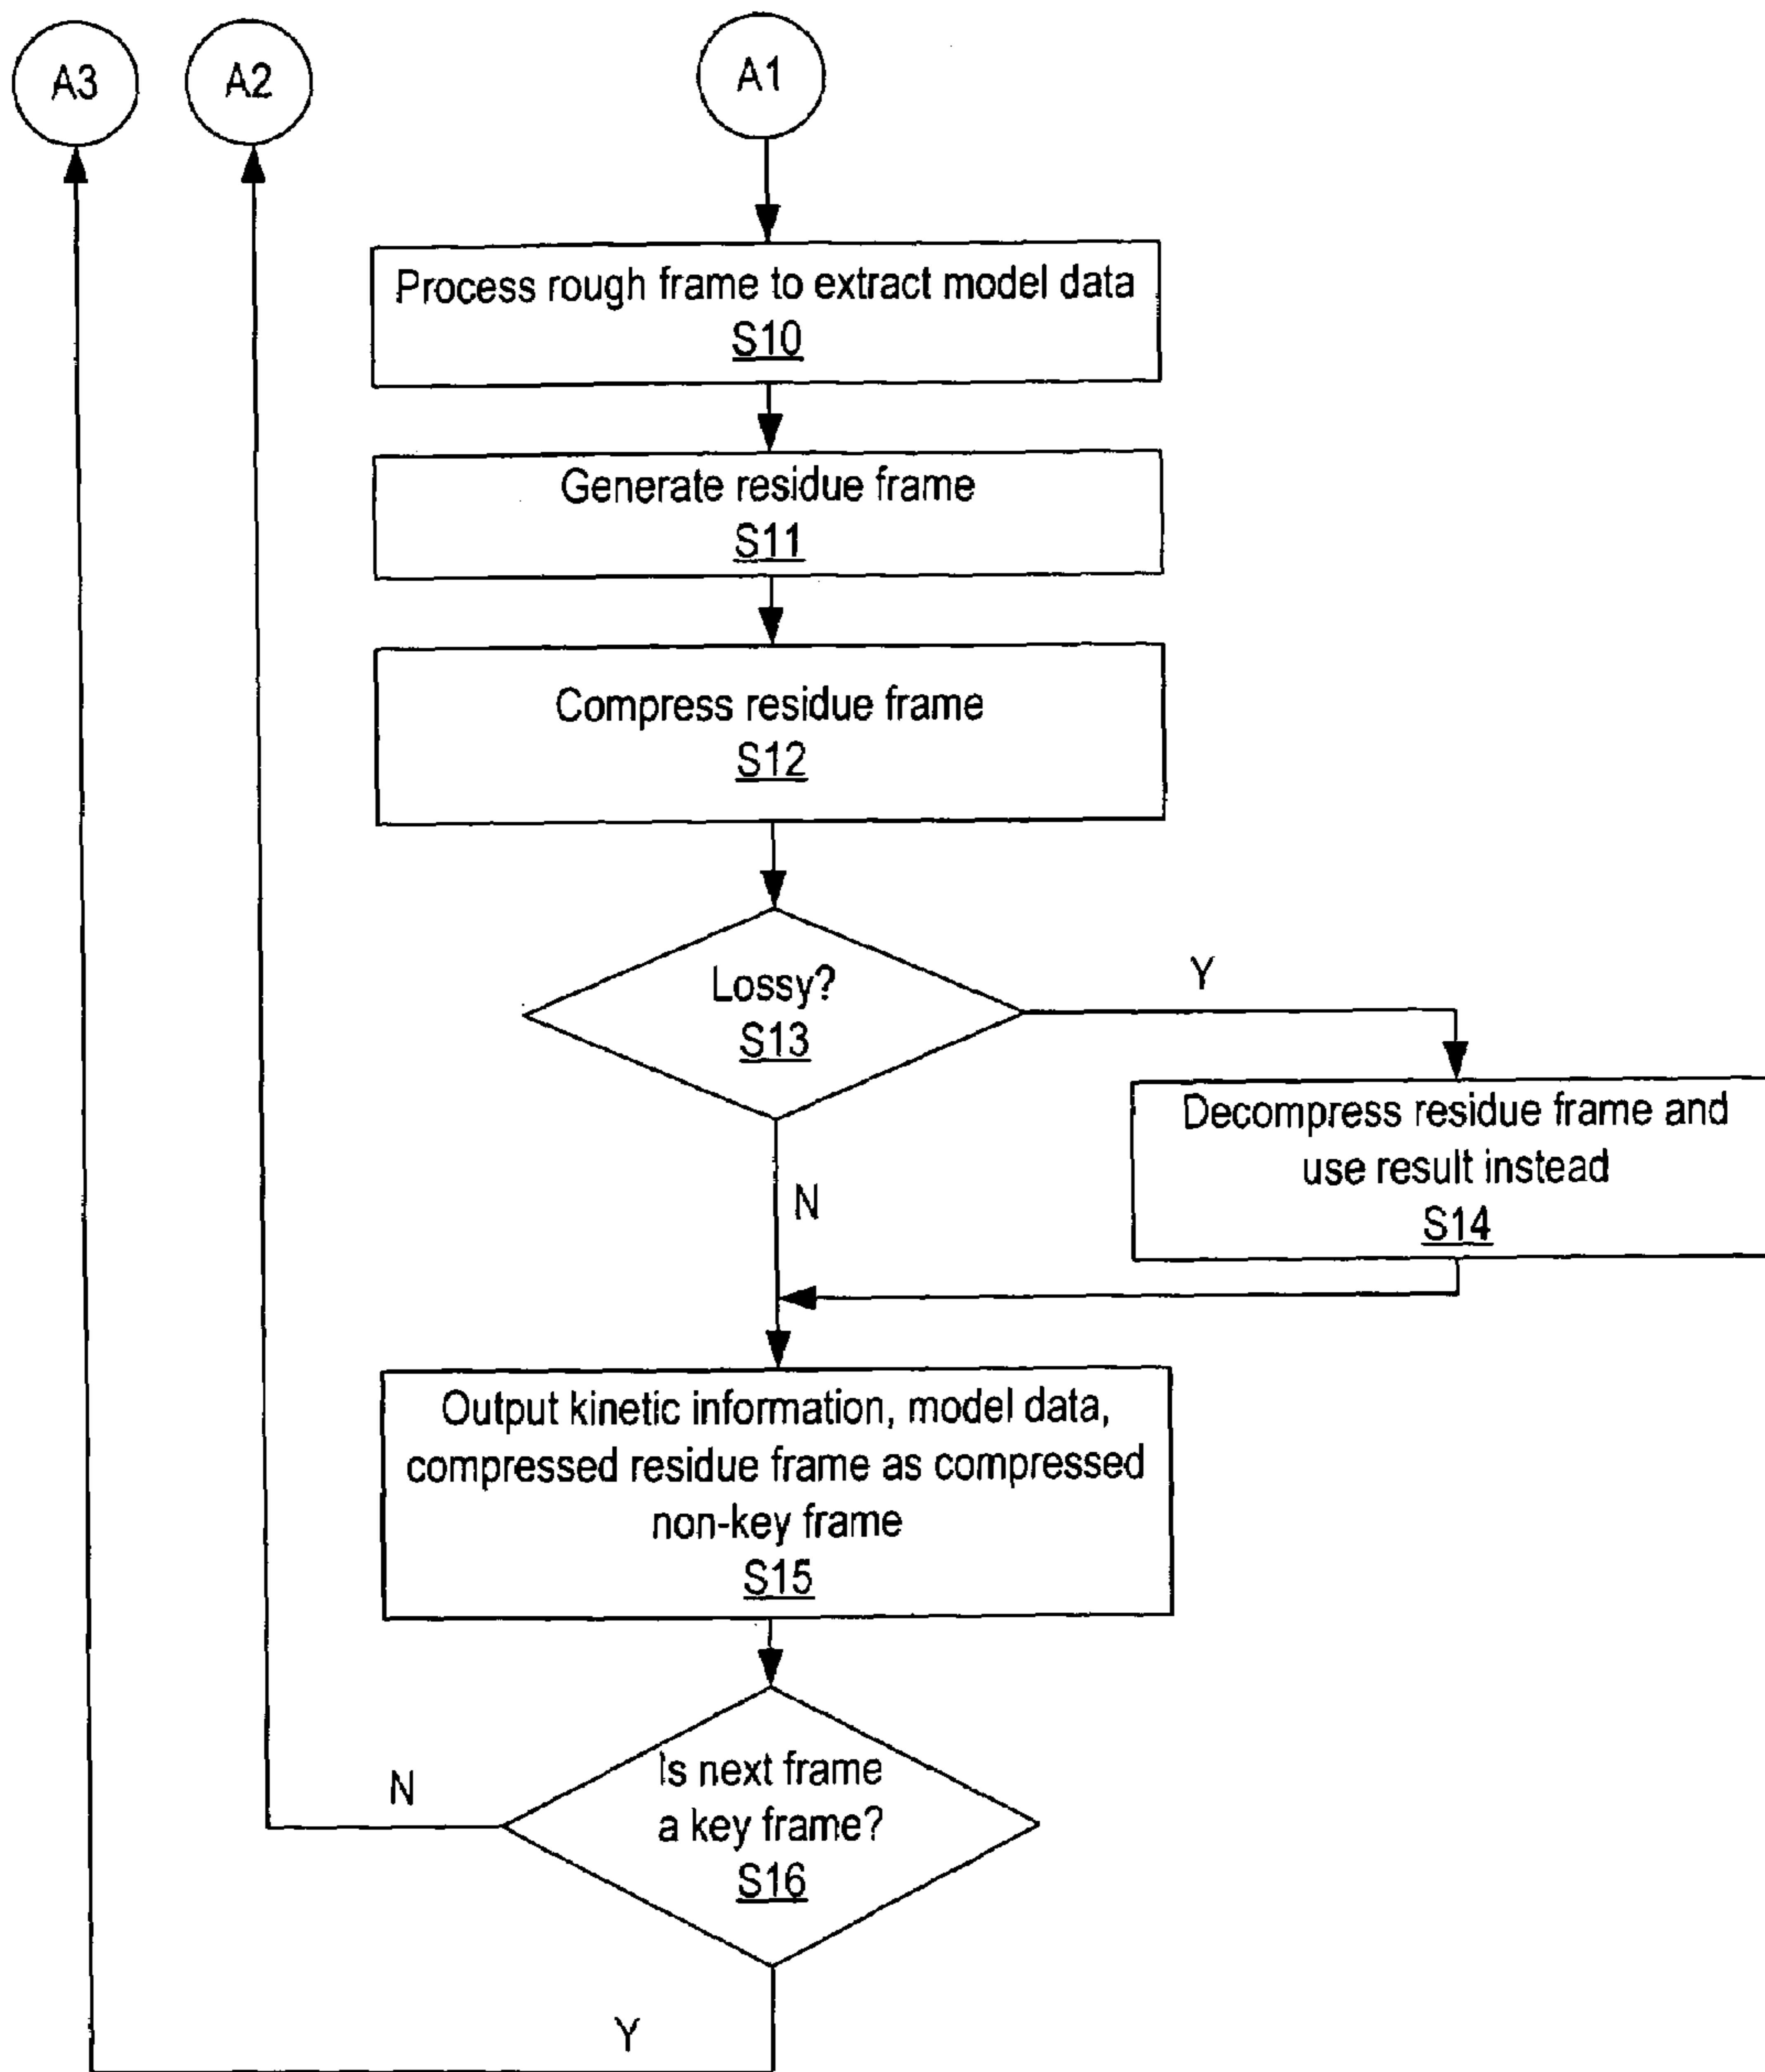 A3
A2
A1
Process rough frame to extract model data
S10
Generate residue frame
S11
Compress residue frame
S12
Lossy?
S13
Y
Decompress residue frame and
use result instead
S14
N
Output kinetic information, model data,
compressed residue frame as compressed
non-key frame
S15
Is next frame
a key frame?
S16
N
Y